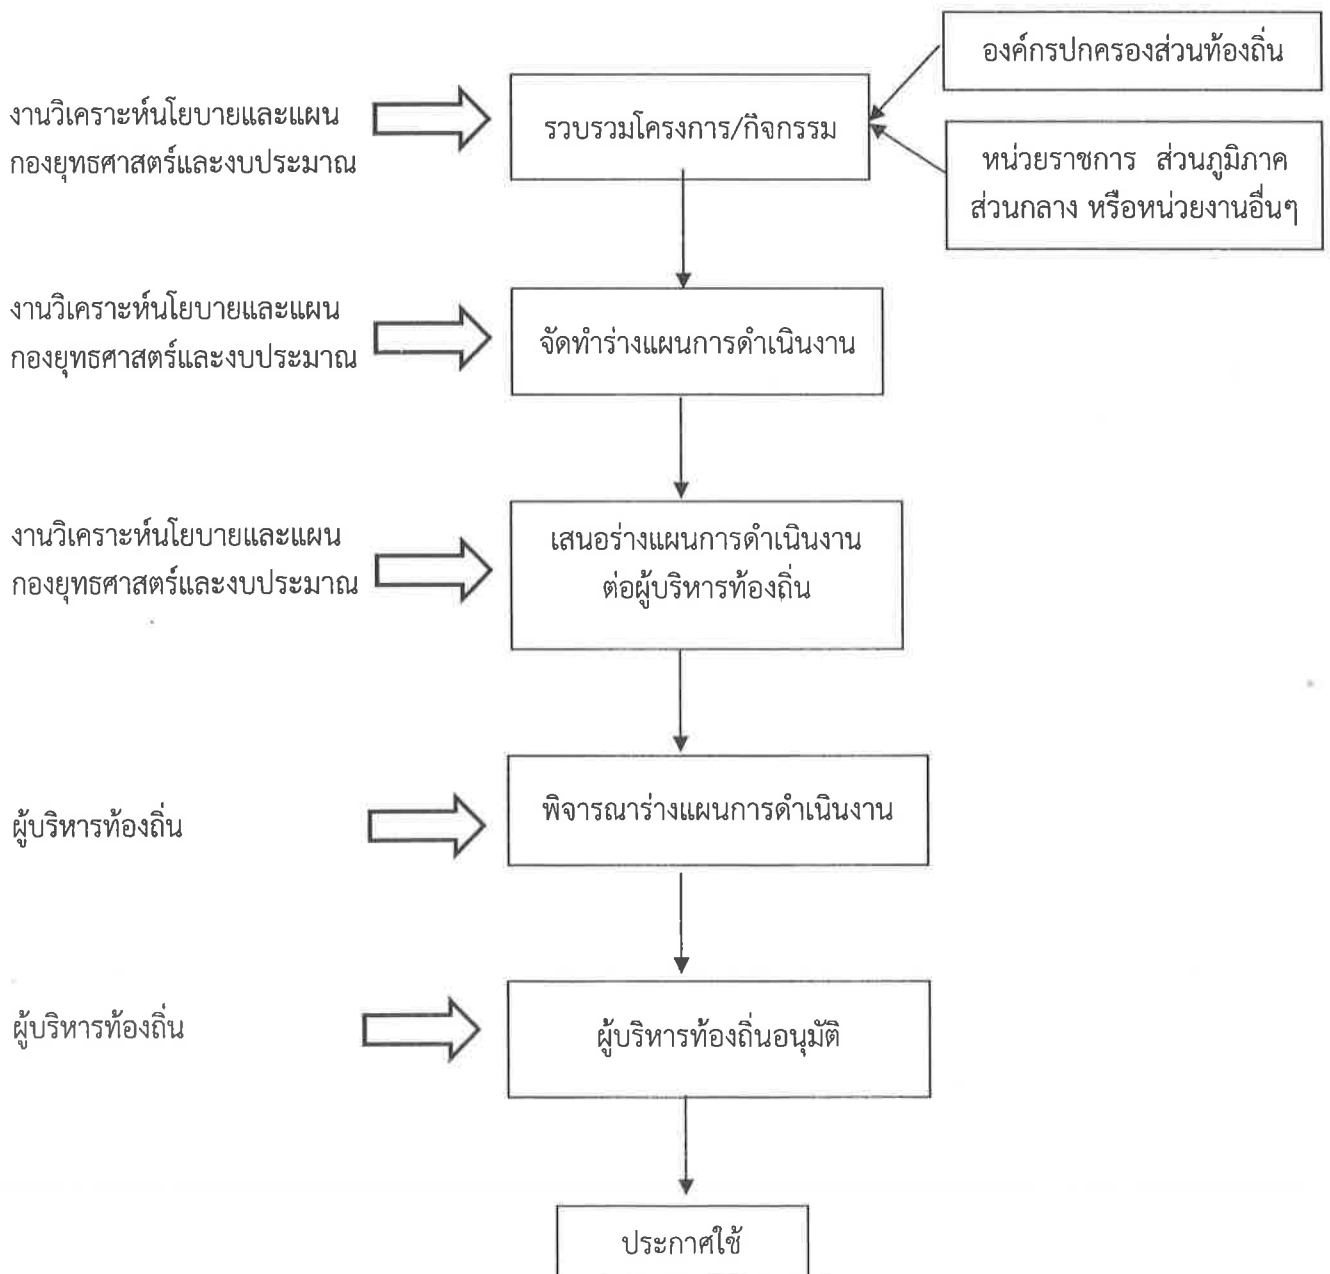 องค์กรปกครองส่วนท้องถิ่น
งานวิเคราะห์นโยบายและแผน
กองยุทธศาสตร์และงบประมาณ
รวบรวมโครงการ/กิจกรรม
หน่วยราชการ ส่วนภูมิภาค
ส่วนกลาง หรือหน่วยงานอื่นๆ
งานวิเคราะห์นโยบายและแผน
กองยุทธศาสตร์และงบประมาณ
จัดทำร่างแผนการดำเนินงาน
งานวิเคราะห์นโยบายและแผน
กองยุทธศาสตร์และงบประมาณ
เสนอร่างแผนการดำเนินงาน
ต่อผู้บริหารท้องถิ่น
ผู้บริหารท้องถิ่น
พิจารณาร่างแผนการดำเนินงาน
ผู้บริหารท้องถิ่น
ผู้บริหารท้องถิ่นอนุมัติ
ประกาศใช้